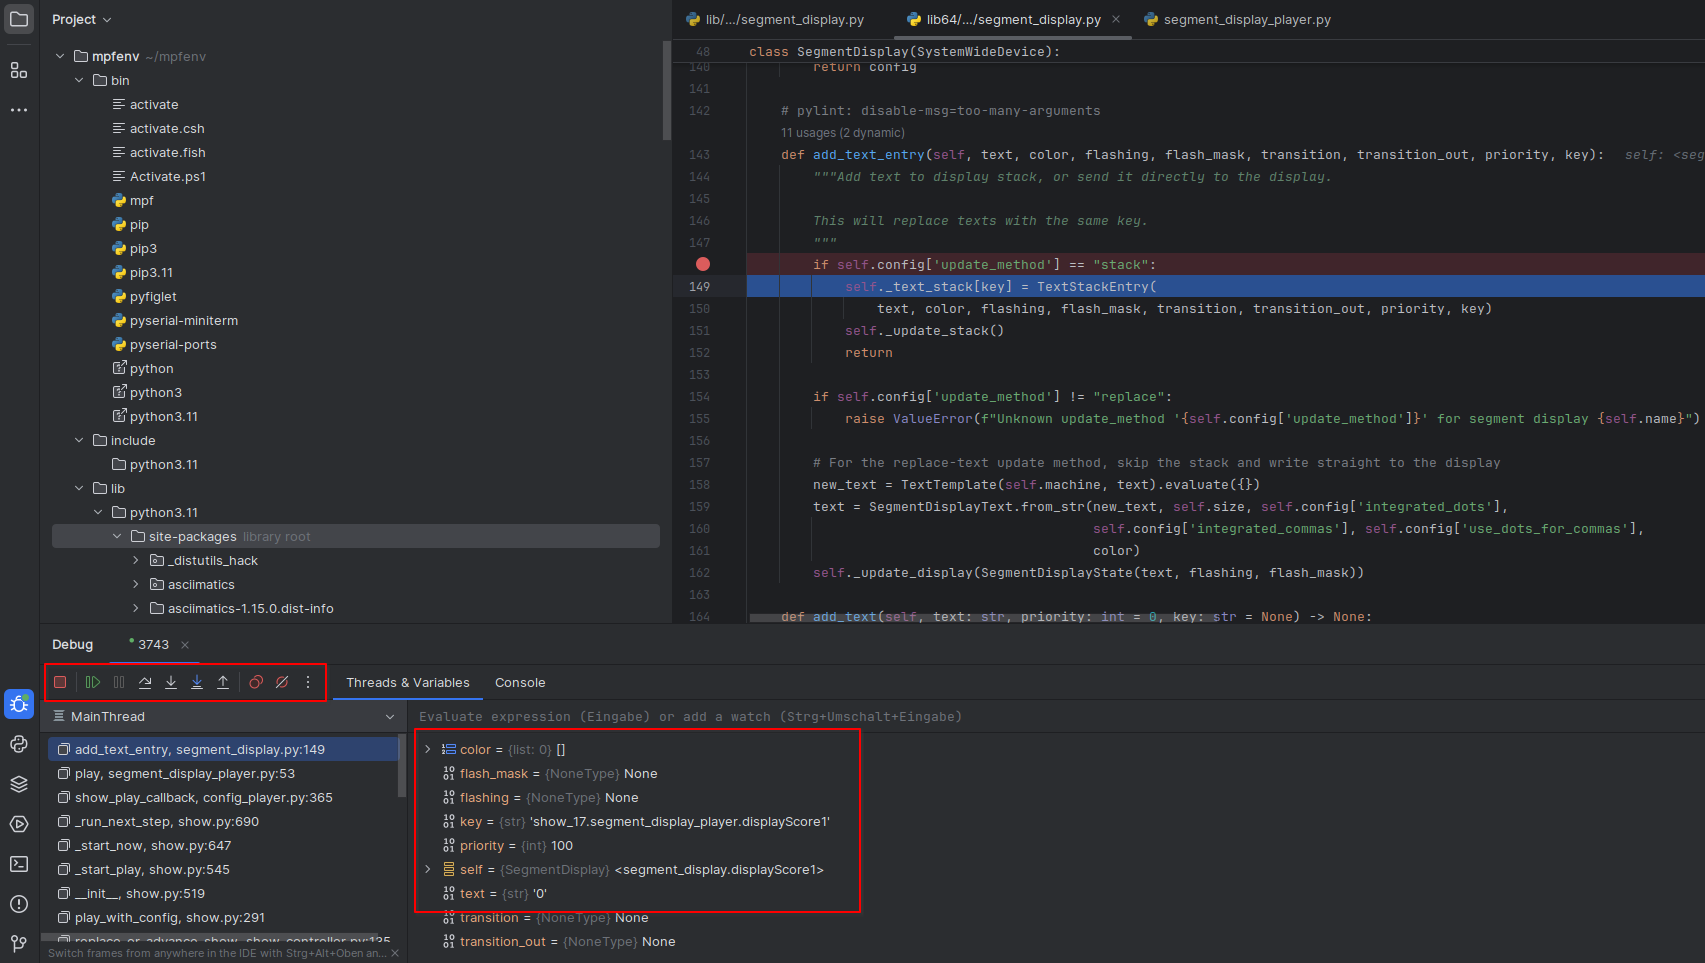 Project
mpfenv ~/mpfenv
bin
activate
activate.csh
activate.fish
Activate.ps1
mpf
pip
pip3
pip3.11
pyfiglet
pyserial-miniterm
pyserial-ports
python
python3
python3.11
include
python3.11
lib
python3.11
site-packages library root
_distutils_hack
asciimatics
asciimatics-1.15.0.dist-info
lib/.../segment_display.py
lib64/.../segment_display.py
segment_display_player.py
48 class SegmentDisplay(SystemWideDevice):
140 return config
141
142 # pylint: disable-msg=too-many-arguments
11 usages (2 dynamic)
143 def add_text_entry(self, text, color, flashing, flash_mask, transition, transition_out, priority, key): self: <seg
144 """Add text to display stack, or send it directly to the display.
145
146 This will replace texts with the same key.
147 """
if self.config['update_method'] == "stack":
149 self._text_stack[key] = TextStackEntry(
150 text, color, flashing, flash_mask, transition, transition_out, priority, key)
151 self._update_stack()
152 return
153
154 if self.config['update_method'] != "replace":
155 raise ValueError(f"Unknown update_method '{self.config['update_method']}' for segment display {self.name}")
156
157 # For the replace-text update method, skip the stack and write straight to the display
158 new_text = TextTemplate(self.machine, text).evaluate({})
159 text = SegmentDisplayText.from_str(new_text, self.size, self.config['integrated_dots'],
160 self.config['integrated_commas'], self.config['use_dots_for_commas'],
161 color)
162 self._update_display(SegmentDisplayState(text, flashing, flash_mask))
163
164 def add_text(self, text: str, priority: int = 0, key: str = None) -> None:
Debug
3743
Threads & Variables
Console
MainThread
add_text_entry, segment_display.py:149
play, segment_display_player.py:53
show_play_callback, config_player.py:365
_run_next_step, show.py:690
_start_now, show.py:647
_start_play, show.py:545
__init__, show.py:519
play_with_config, show.py:291
replace_or_advance_show, show_controller.py:135
Switch frames from anywhere in the IDE with Strg+Alt+Oben an...
Evaluate expression (Eingabe) or add a watch (Strg+Umschalt+Eingabe)
color = {list: 0} []
flash_mask = {NoneType} None
flashing = {NoneType} None
key = {str} 'show_17.segment_display_player.displayScore1'
priority = {int} 100
self = {SegmentDisplay} <segment_display.displayScore1>
text = {str} '0'
transition = {NoneType} None
transition_out = {NoneType} None